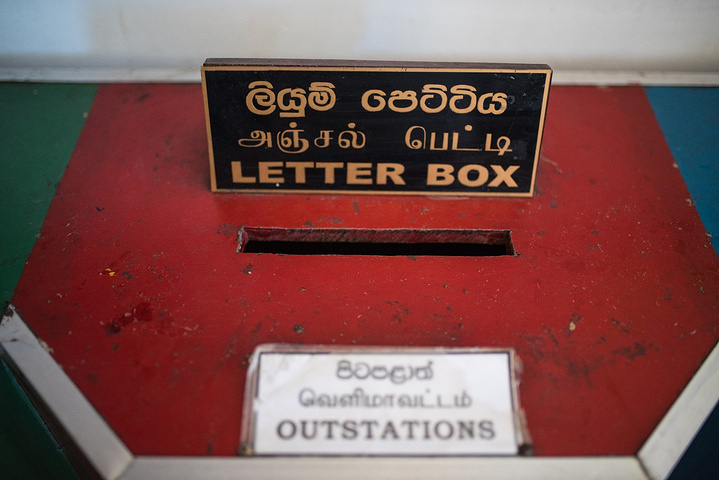 ලියුම් පෙට්ටිය
அஞ்சல் பெட்டி
LETTER BOX
පිටපළාත්
வெளிமாவட்டம்
OUTSTATIONS